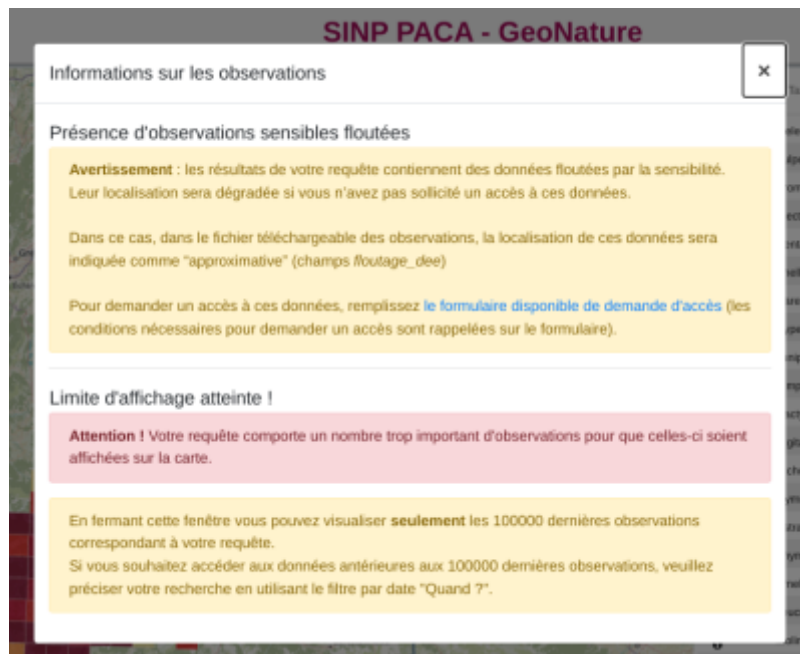 SINP PACA - GeoNature
Informations sur les observations
×
Présence d'observations sensibles floutées
Avertissement : les résultats de votre requête contiennent des données floutées par la sensibilité.
Leur localisation sera dégradée si vous n'avez pas sollicité un accès à ces données.
Dans ce cas, dans le fichier téléchargeable des observations, la localisation de ces données sera
indiquée comme "approximative" (champs floutage_dee)
Pour demander un accès à ces données, remplissez le formulaire disponible de demande d'accès (les
conditions nécessaires pour demander un accès sont rappelées sur le formulaire).
Limite d'affichage atteinte !
Attention ! Votre requête comporte un nombre trop important d'observations pour que celles-ci soient
affichées sur la carte.
En fermant cette fenêtre vous pouvez visualiser seulement les 100000 dernières observations
correspondant à votre requête.
Si vous souhaitez accéder aux données antérieures aux 100000 dernières observations, veuillez
préciser votre recherche en utilisant le filtre par date "Quand ?".